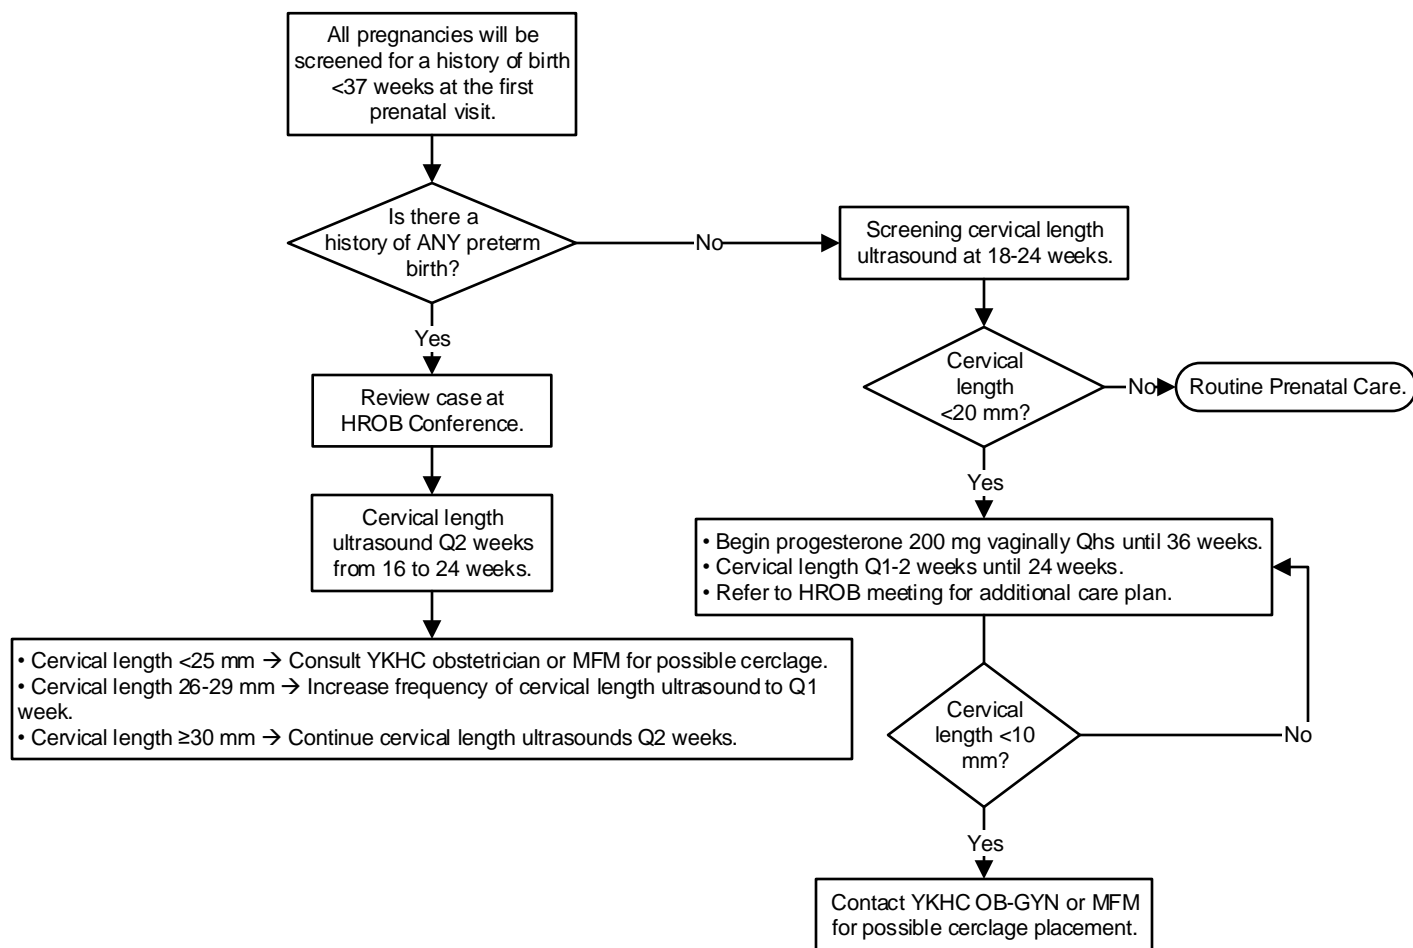 All pregnancies will be
screened for a history of birth
<37 weeks at the first
prenatal visit.
Is there a
history of ANY preterm
birth?
No
Screening cervical length
ultrasound at 18-24 weeks.
Yes
Review case at
HROB Conference.
Cervical length
ultrasound Q2 weeks
from 16 to 24 weeks.
• Cervical length <25 mm → Consult YKHC obstetrician or MFM for possible cerclage.
• Cervical length 26-29 mm → Increase frequency of cervical length ultrasound to Q1
week.
• Cervical length ≥30 mm → Continue cervical length ultrasounds Q2 weeks.
Cervical
length
<20 mm?
No
Routine Prenatal Care.
Yes
• Begin progesterone 200 mg vaginally Qhs until 36 weeks.
• Cervical length Q1-2 weeks until 24 weeks.
• Refer to HROB meeting for additional care plan.
Cervical
length <10
mm?
No
Yes
Contact YKHC OB-GYN or MFM
for possible cerclage placement.